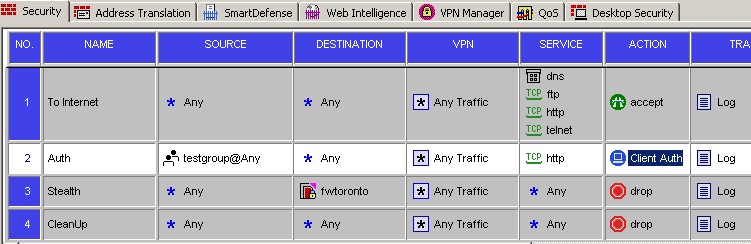 Security Address Translation SmartDefense Web Intelligence VPN Manager QoS Desktop Security
NO. NAME SOURCE DESTINATION VPN SERVICE ACTION TRA
1 To Internet * Any * Any * Any Traffic dns accept Log
TCP ftp
TCP http
TCP telnet
2 Auth testgroup@Any * Any * Any Traffic TCP http Client Auth Log
3 Stealth * Any fwtoronto * Any Traffic * Any drop Log
4 CleanUp * Any * Any * Any Traffic * Any drop Log